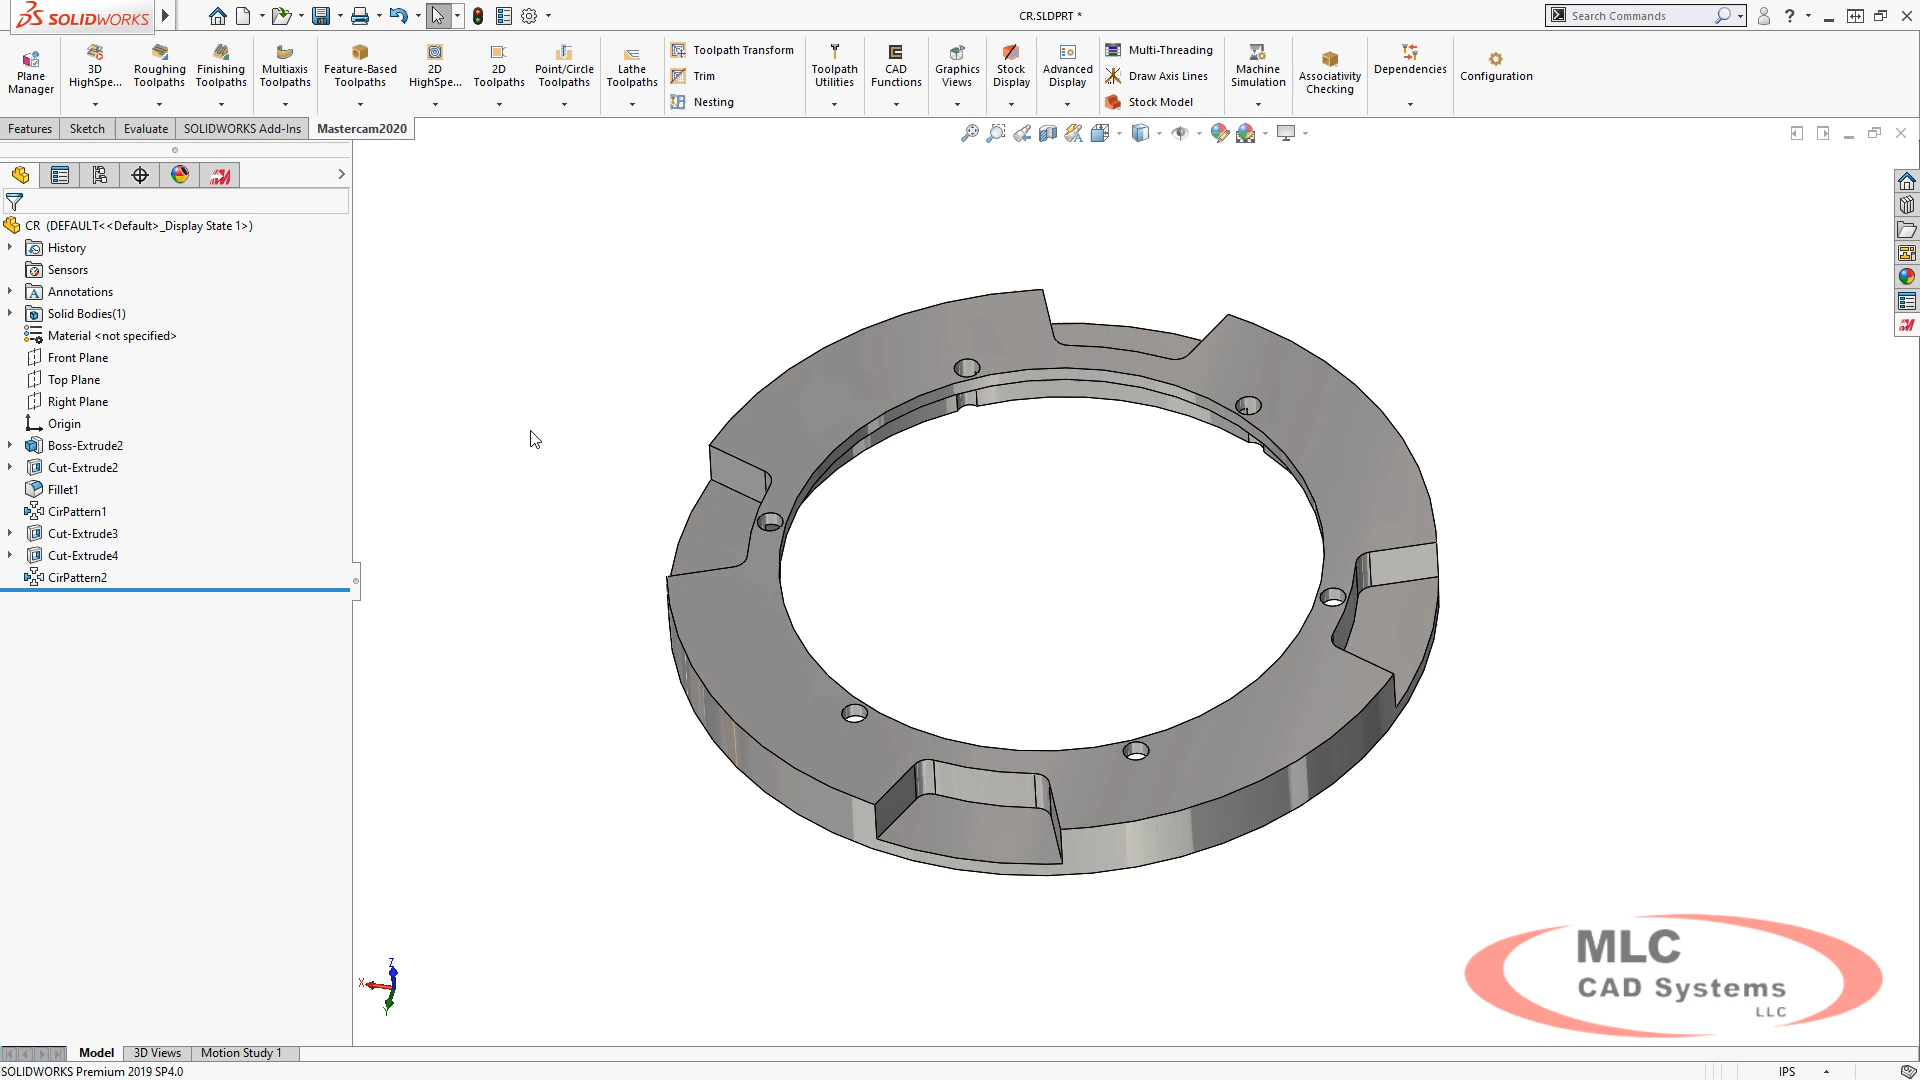 SOLIDWORKS
CR.SLDPRT *
Search Commands
Plane
Manager
3D
HighSpe...
Roughing
Toolpaths
Finishing
Toolpaths
Multiaxis
Toolpaths
Feature-Based
Toolpaths
2D
HighSpe...
2D
Toolpaths
Point/Circle
Toolpaths
Lathe
Toolpaths
Toolpath Transform
Trim
Nesting
Toolpath
Utilities
CAD
Functions
Graphics
Views
Stock
Display
Advanced
Display
Multi-Threading
Draw Axis Lines
Stock Model
Machine
Simulation
Associativity
Checking
Dependencies
Configuration
Features
Sketch
Evaluate
SOLIDWORKS Add-Ins
Mastercam2020
CR (DEFAULT<<Default>_Display State 1>)
History
Sensors
Annotations
Solid Bodies(1)
Material <not specified>
Front Plane
Top Plane
Right Plane
Origin
Boss-Extrude2
Cut-Extrude2
Fillet1
CirPattern1
Cut-Extrude3
Cut-Extrude4
CirPattern2
Z
X
Y
MLC
CAD Systems
LLC
Model
3D Views
Motion Study 1
SOLIDWORKS Premium 2019 SP4.0
IPS